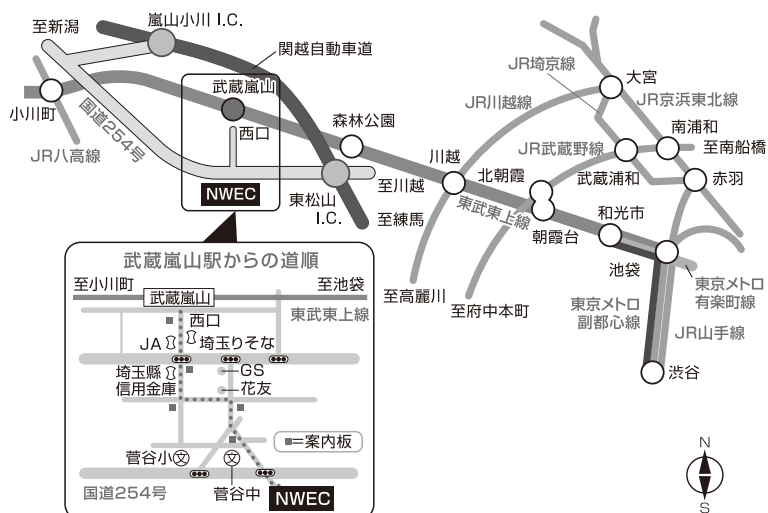 嵐山小川 I.C.
至新潟
関越自動車道
武蔵嵐山
小川町
国道254号
西口
JR八高線
NWEC
森林公園
東松山
I.C.
至川越
至練馬
川越
JR川越線
JR埼京線
大宮
JR京浜東北線
南浦和
JR武蔵野線
至南船橋
武蔵浦和
赤羽
北朝霞
東武東上線
朝霞台
和光市
池袋
東京メトロ
有楽町線
東京メトロ
副都心線
JR山手線
至高麗川
至府中本町
渋谷
武蔵嵐山駅からの道順
至小川町
武蔵嵐山
至池袋
東武東上線
西口
JA
埼玉りそな
埼玉縣
信用金庫
GS
花友
■=案内板
菅谷小
文
文
菅谷中
国道254号
NWEC
N
S